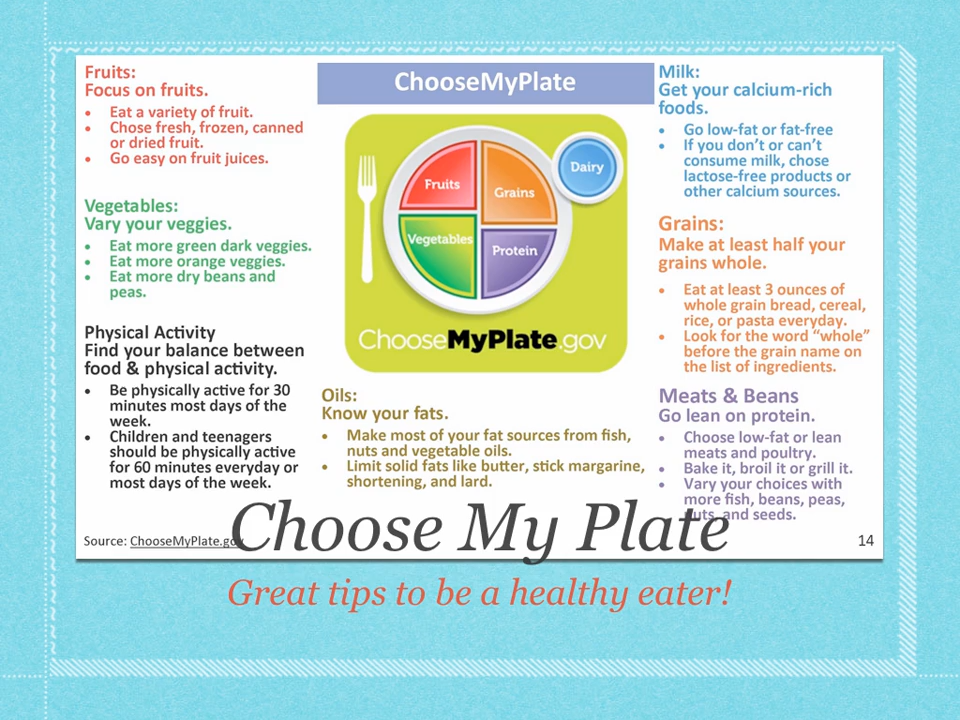 Fruits:
Focus on fruits.
• Eat a variety of fruit.
• Chose fresh, frozen, canned
or dried fruit.
• Go easy on fruit juices.
Vegetables:
Vary your veggies.
• Eat more green dark veggies.
• Eat more orange veggies.
• Eat more dry beans and
peas.
Physical Activity
Find your balance between
food & physical activity.
• Be physically active for 30
minutes most days of the
week.
• Children and teenagers
should be physically active
for 60 minutes everyday or
most days of the week.
ChooseMyPlate
Fruits
Grains
Dairy
Vegetables
Protein
ChooseMyPlate.gov
Oils:
Know your fats.
• Make most of your fat sources from fish,
nuts and vegetable oils.
• Limit solid fats like butter, stick margarine,
shortening, and lard.
Milk:
Get your calcium-rich
foods.
• Go low-fat or fat-free
• If you don't or can't
consume milk, chose
lactose-free products or
other calcium sources.
Grains:
Make at least half your
grains whole.
• Eat at least 3 ounces of
whole grain bread, cereal,
rice, or pasta everyday.
• Look for the word “whole”
before the grain name on
the list of ingredients.
Meats & Beans
Go lean on protein.
• Choose low-fat or lean
meats and poultry.
• Bake it, broil it or grill it.
• Vary your choices with
more fish, beans, peas,
nuts, and seeds.
Source: ChooseMyPlate.gov
14
Choose My Plate
Great tips to be a healthy eater!